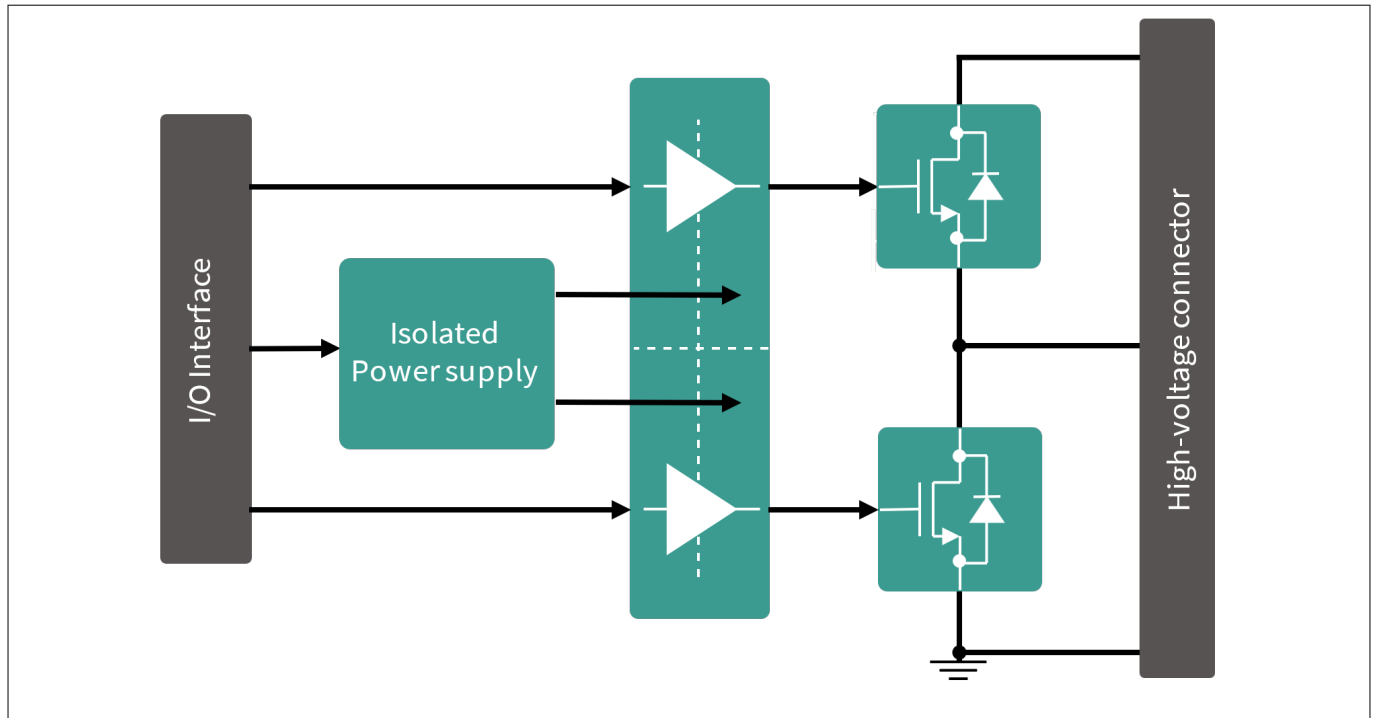 I/O Interface
Isolated
Power supply
High-voltage connector